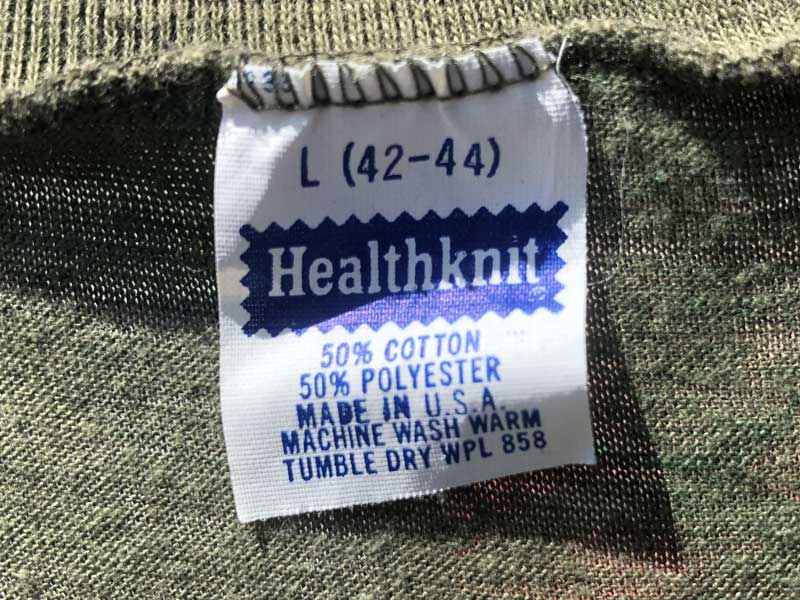 L (42-44)
Healthknit
50% COTTON
50% POLYESTER
MADE IN U.S.A.
MACHINE WASH WARM
TUMBLE DRY WPL 858